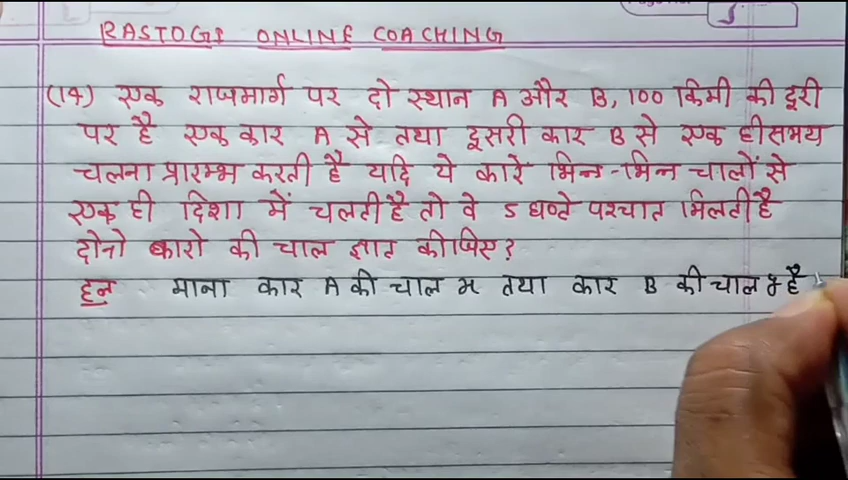 RASTOGI ONLINE COACHING
(14) एक राजमार्ग पर दो स्थान A और B, 100 किमी की दूरी
पर है एक कार A से तथा दूसरी कार B से एक ही समय
चलना प्रारम्भ करती है यदि ये कारे भिन्न-भिन्न चालों से
एक ही दिशा में चलती है तो वे 5 घण्टे पश्चात मिलती है
दोनो कारो की चाल ज्ञात कीजिए?
हल माना कार A की चाल x तथा कार B की चाल y है